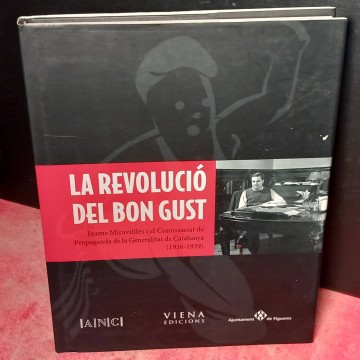 LA REVOLUCIÓ
DEL BON GUST
Jaume Miravitlles i el Comissariat de
Propaganda de la Generalitat de Catalunya
(1936-1939)
|A|N|C|
VIENA
EDICIONS
Ajuntament de Figueres